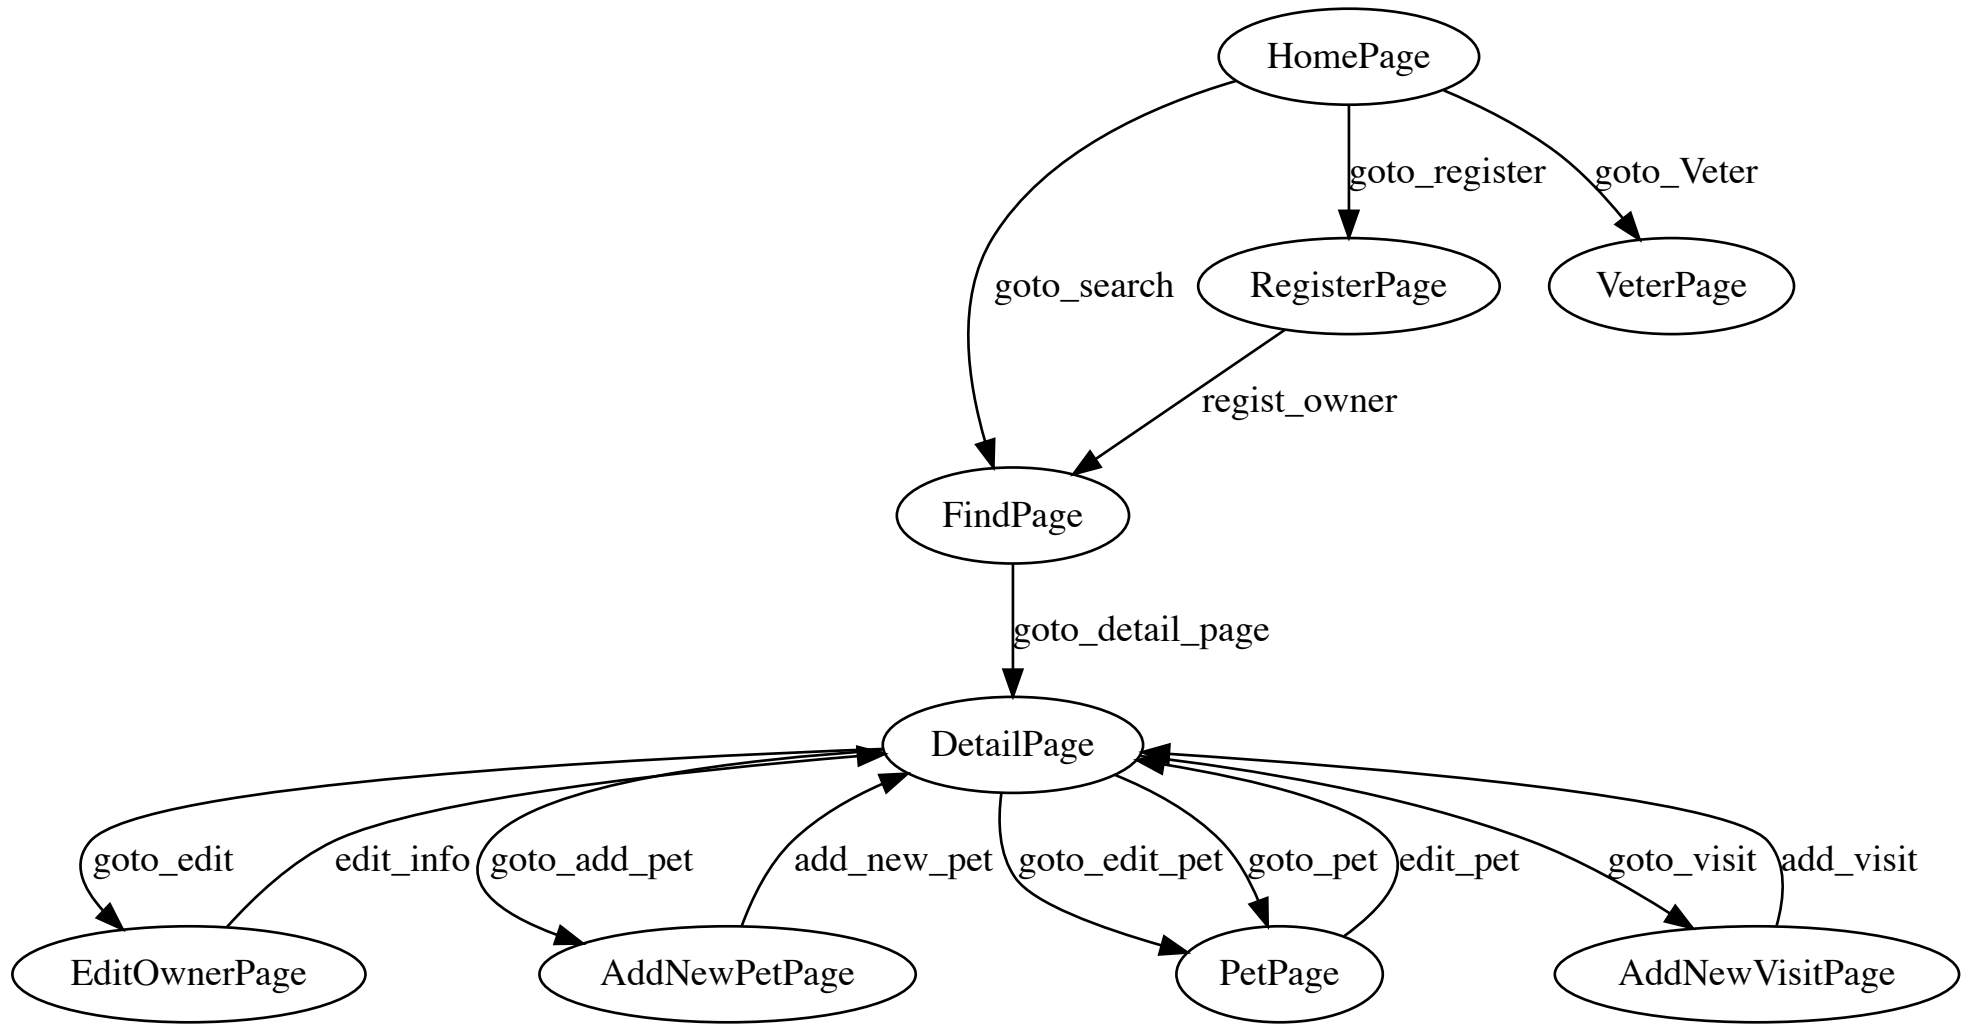 HomePage
goto_register
goto_Veter
goto_search
RegisterPage
VeterPage
regist_owner
FindPage
goto_detail_page
DetailPage
goto_edit
edit_info
goto_add_pet
add_new_pet
goto_edit_pet
goto_pet
edit_pet
goto_visit
add_visit
EditOwnerPage
AddNewPetPage
PetPage
AddNewVisitPage